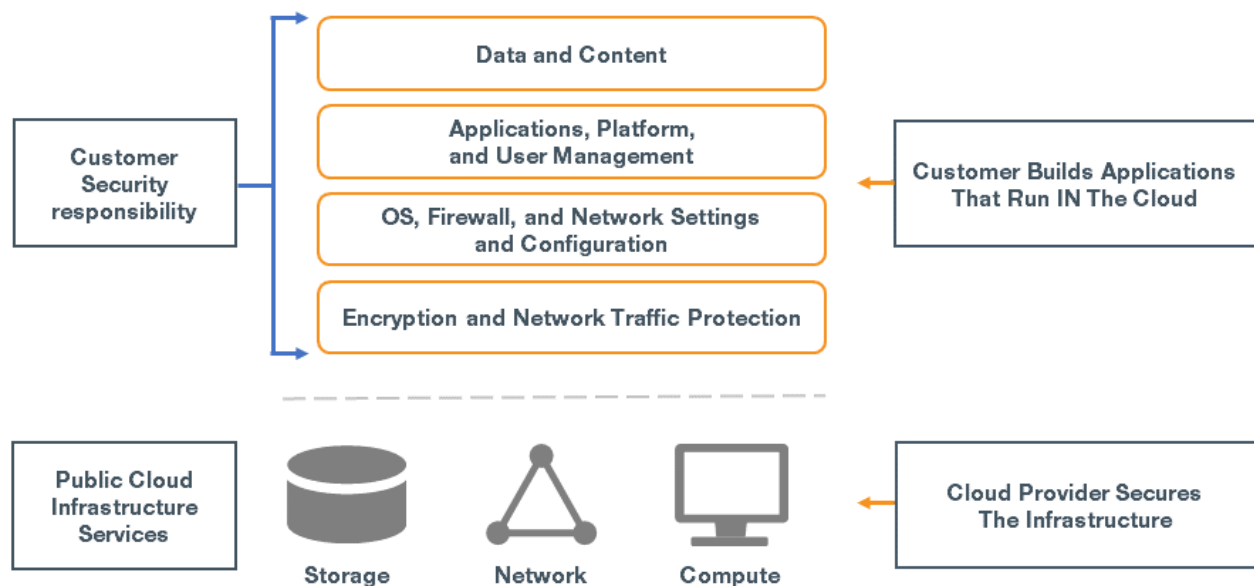 Data and Content
Applications, Platform,
and User Management
Customer
Security
responsibility
Customer Builds Applications
That Run IN The Cloud
OS, Firewall, and Network Settings
and Configuration
Encryption and Network Traffic Protection
Public Cloud
Infrastructure
Services
Cloud Provider Secures
The Infrastructure
Storage
Network
Compute